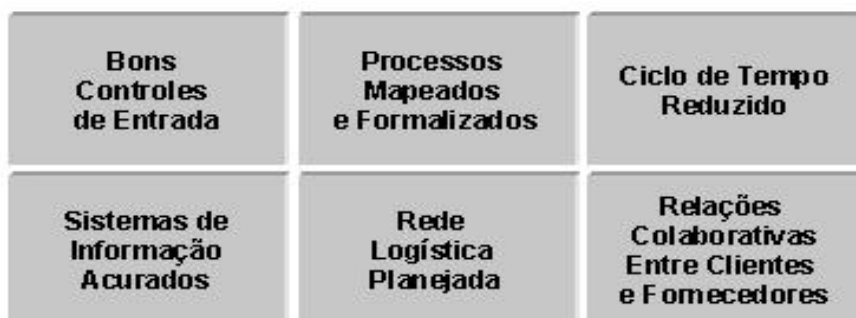 Bons
Controles
de Entrada
Processos
Mapeados
e Formalizados
Ciclo de Tempo
Reduzido
Sistemas de
Informação
Acurados
Rede
Logística
Planejada
Relações
Colaborativas
Entre Clientes
e Fornecedores